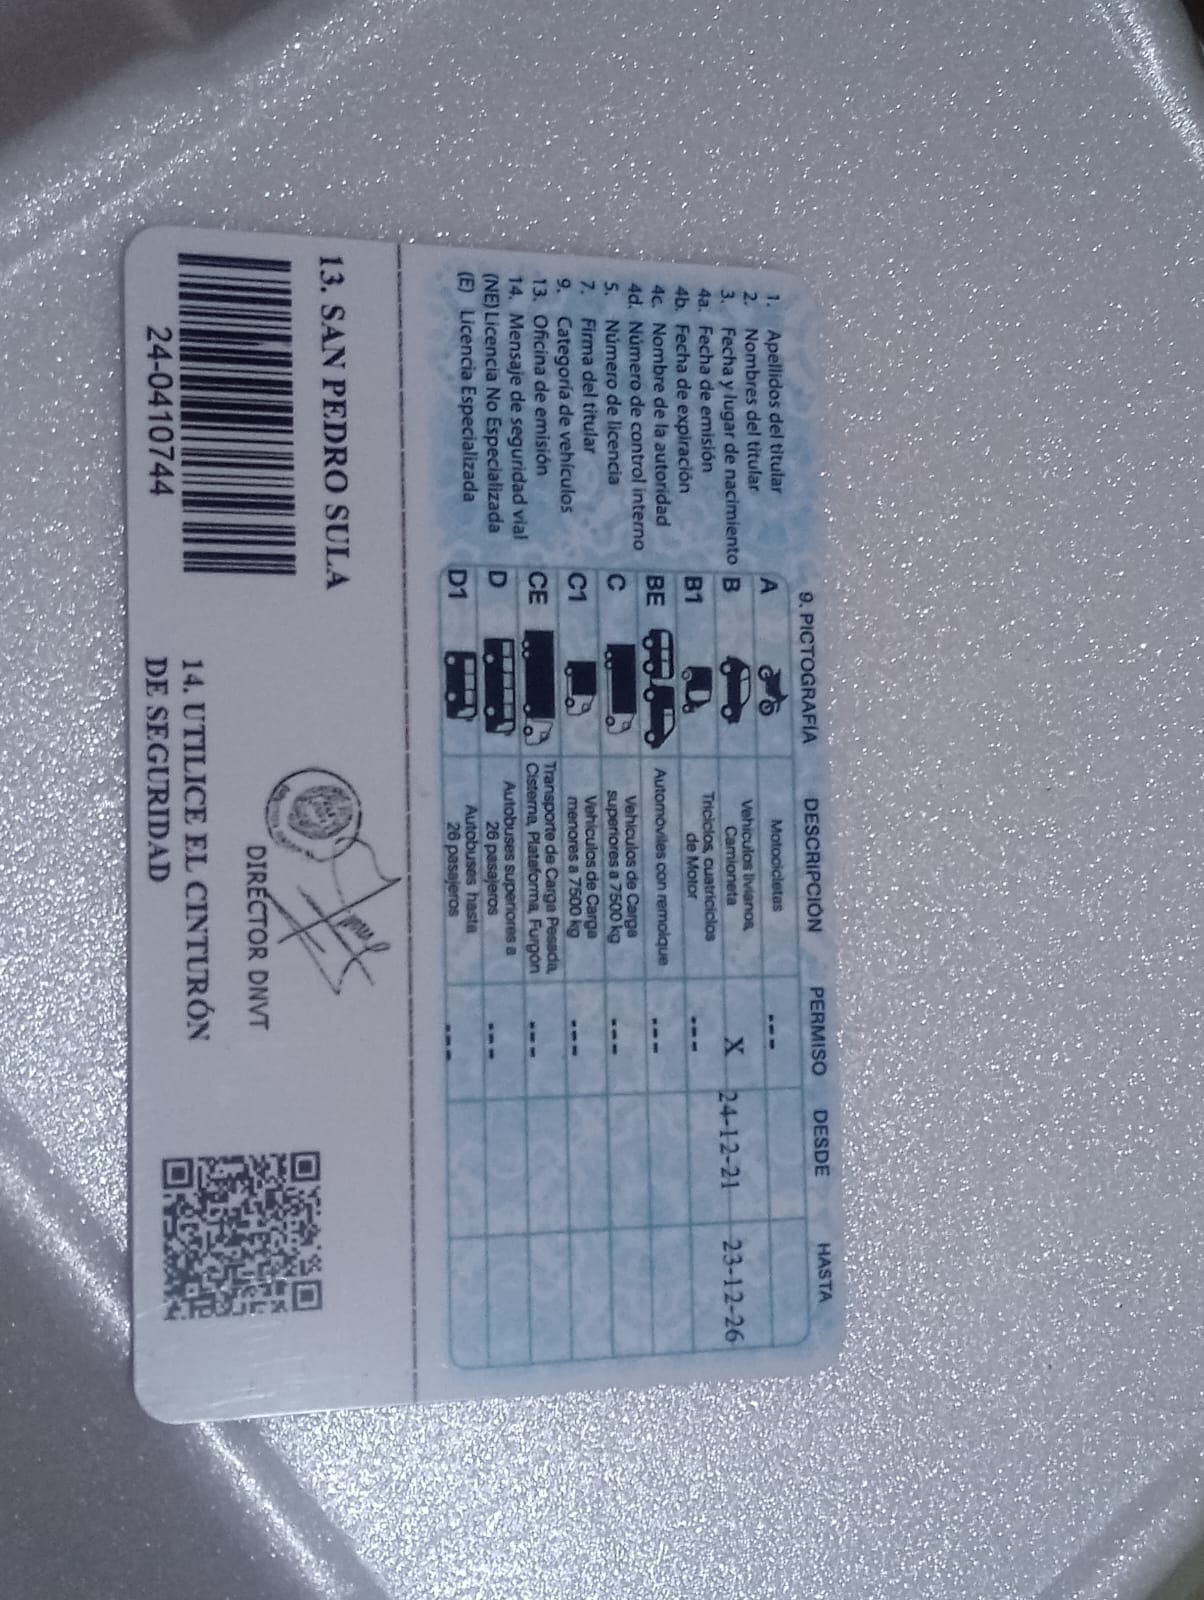 1. Apellidos del titular
2. Nombres del titular
3. Fecha y lugar de nacimiento
4a. Fecha de emisión
4b. Fecha de expiración
4c. Nombre de la autoridad
4d. Número de control interno
5. Número de licencia
7. Firma del titular
9. Categoría de vehículos
13. Oficina de emisión
14. Mensaje de seguridad vial
(NE) Licencia No Especializada
(E) Licencia Especializada
9. PICTOGRAFÍA DESCRIPCIÓN PERMISO DESDE HASTA
A Motocicletas ---
B Vehículos livianos, Camioneta X 24-12-21 23-12-26
B1 Triciclos, cuatriciclos de Motor ---
BE Automóviles con remolque ---
C Vehículos de Carga superiores a 7500 kg ---
C1 Vehículos de Carga menores a 7500 kg ---
CE Transporte de Carga Pesada, Cisterna, Plataforma, Furgón ---
D Autobuses superiores a 26 pasajeros ---
D1 Autobuses hasta 26 pasajeros ---
13. SAN PEDRO SULA
24-0410744
DIRECTOR DNVT
14. UTILICE EL CINTURÓN
DE SEGURIDAD